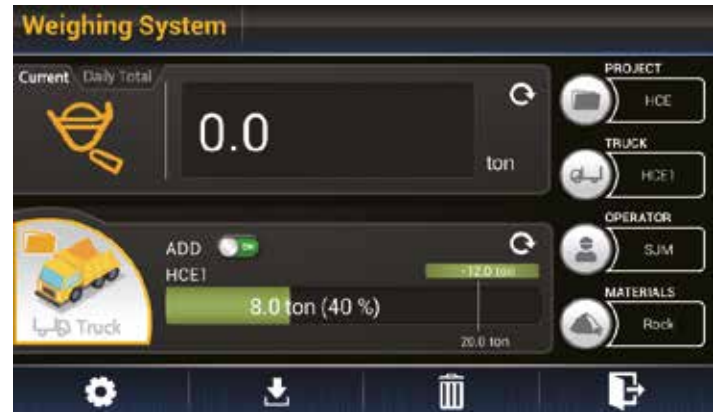 Weighing System
Current Daily Total
0.0
ton
ADD ON
HCE1
-12.0 ton
8.0 ton (40 %)
20.0 ton
Truck
PROJECT
HCE
TRUCK
HCE1
OPERATOR
SJM
MATERIALS
Rock